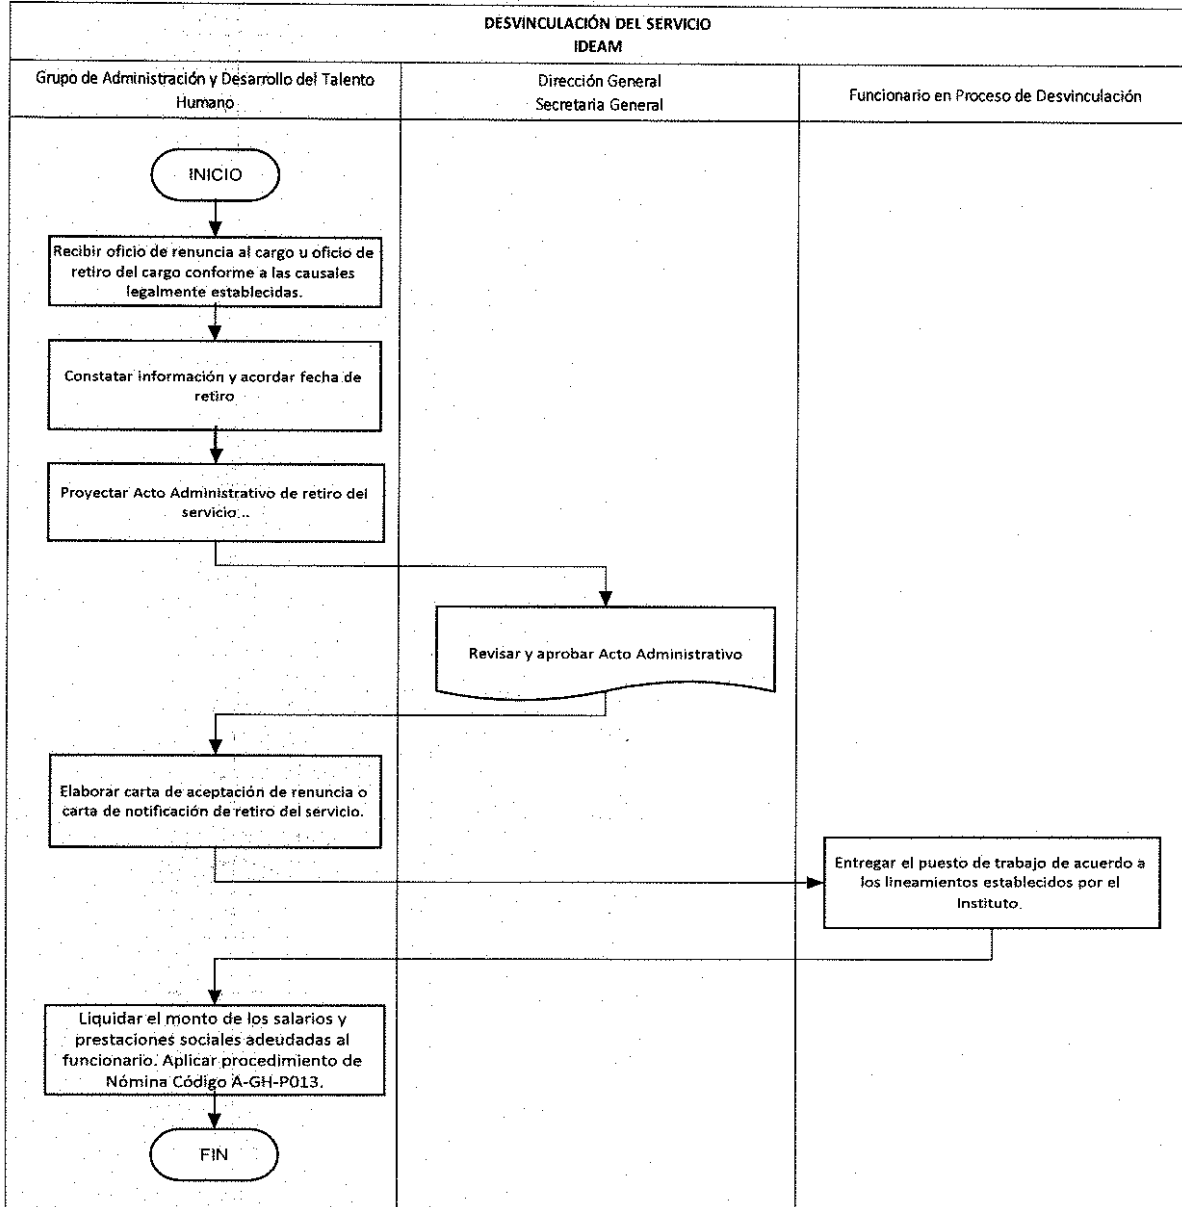 DESVINCULACIÓN DEL SERVICIO
IDEAM
Grupo de Administración y Desarrollo del Talento
Humano
Dirección General
Secretaria General
Funcionario en Proceso de Desvinculación
INICIO
Recibir oficio de renuncia al cargo u oficio de
retiro del cargo conforme a las causales
legalmente establecidas.
Constatar información y acordar fecha de
retiro
Proyectar Acto Administrativo de retiro del
servicio ..
Revisar y aprobar Acto Administrativo
Elaborar carta de aceptación de renuncia o
carta de notificación de retiro del servicio.
Entregar el puesto de trabajo de acuerdo a
los lineamientos establecidos por el
Instituto.
Liquidar el monto de los salarios y
prestaciones sociales adeudadas al
funcionario. Aplicar procedimiento de
Nómina Código A-GH-P013.
FIN